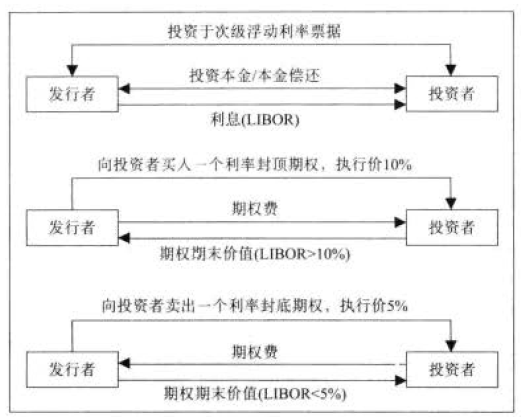 投资于次级浮动利率票据
发行者
投资本金/本金偿还
投资者
利息(LIBOR)
向投资者买入一个利率封顶期权，执行价10%
发行者
期权费
投资者
期权期末价值(LIBOR>10%)
向投资者卖出一个利率封底期权，执行价5%
发行者
期权费
投资者
期权期末价值(LIBOR<5%)